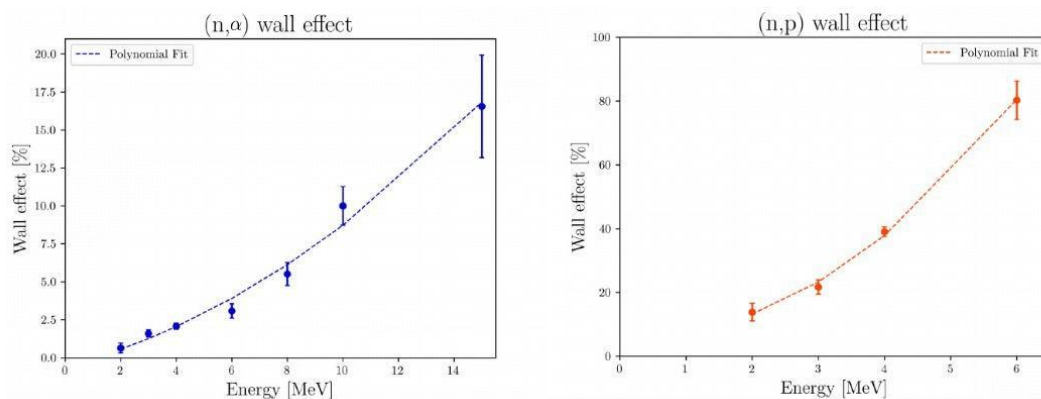 (n,α) wall effect
Polynomial Fit
Wall effect [%]
20.0
17.5
15.0
12.5
10.0
7.5
5.0
2.5
0.0
0 2 4 6 8 10 12 14
Energy [MeV]
(n,p) wall effect
Polynomial Fit
Wall effect [%]
100
80
60
40
20
0
0 1 2 3 4 5 6
Energy [MeV]